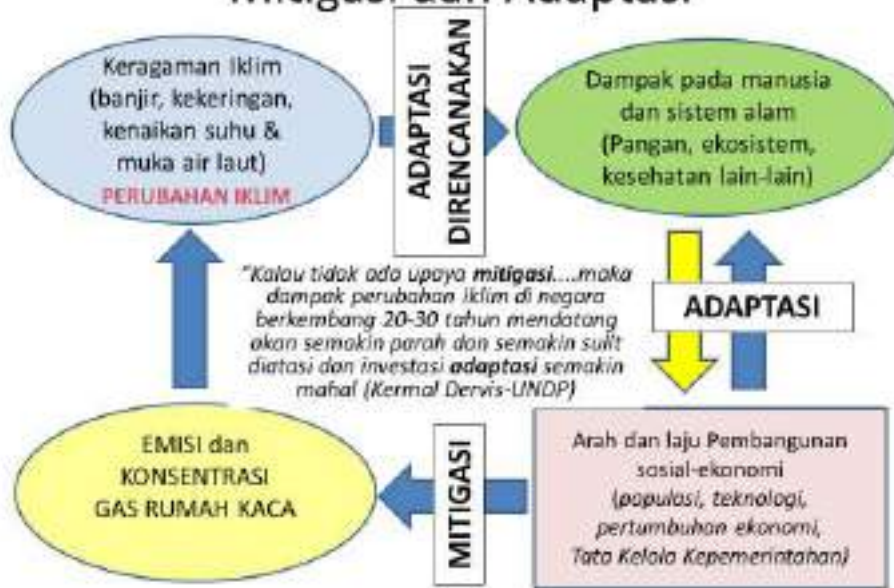 Mitigasi dan Adaptasi
Keragaman Iklim
(banjir, kekeringan,
kenaikan suhu &
muka air laut)
PERUBAHAN IKLIM
ADAPTASI
DIRENCANAKAN
Dampak pada manusia
dan sistem alam
(Pangan, ekosistem,
kesehatan lain-lain)
"Kalau tidak ada upaya mitigasi....maka
dampak perubahan iklim di negara
berkembang 20-30 tahun mendatang
akan semakin parah dan semakin sulit
diatasi dan investasi adaptasi semakin
mahal (Kermal Dervis-UNDP)
ADAPTASI
EMISI dan
KONSENTRASI
GAS RUMAH KACA
MITIGASI
Arah dan laju Pembangunan
sosial-ekonomi
(populasi, teknologi,
pertumbuhan ekonomi,
Tata Kelola Kepemerintahan)